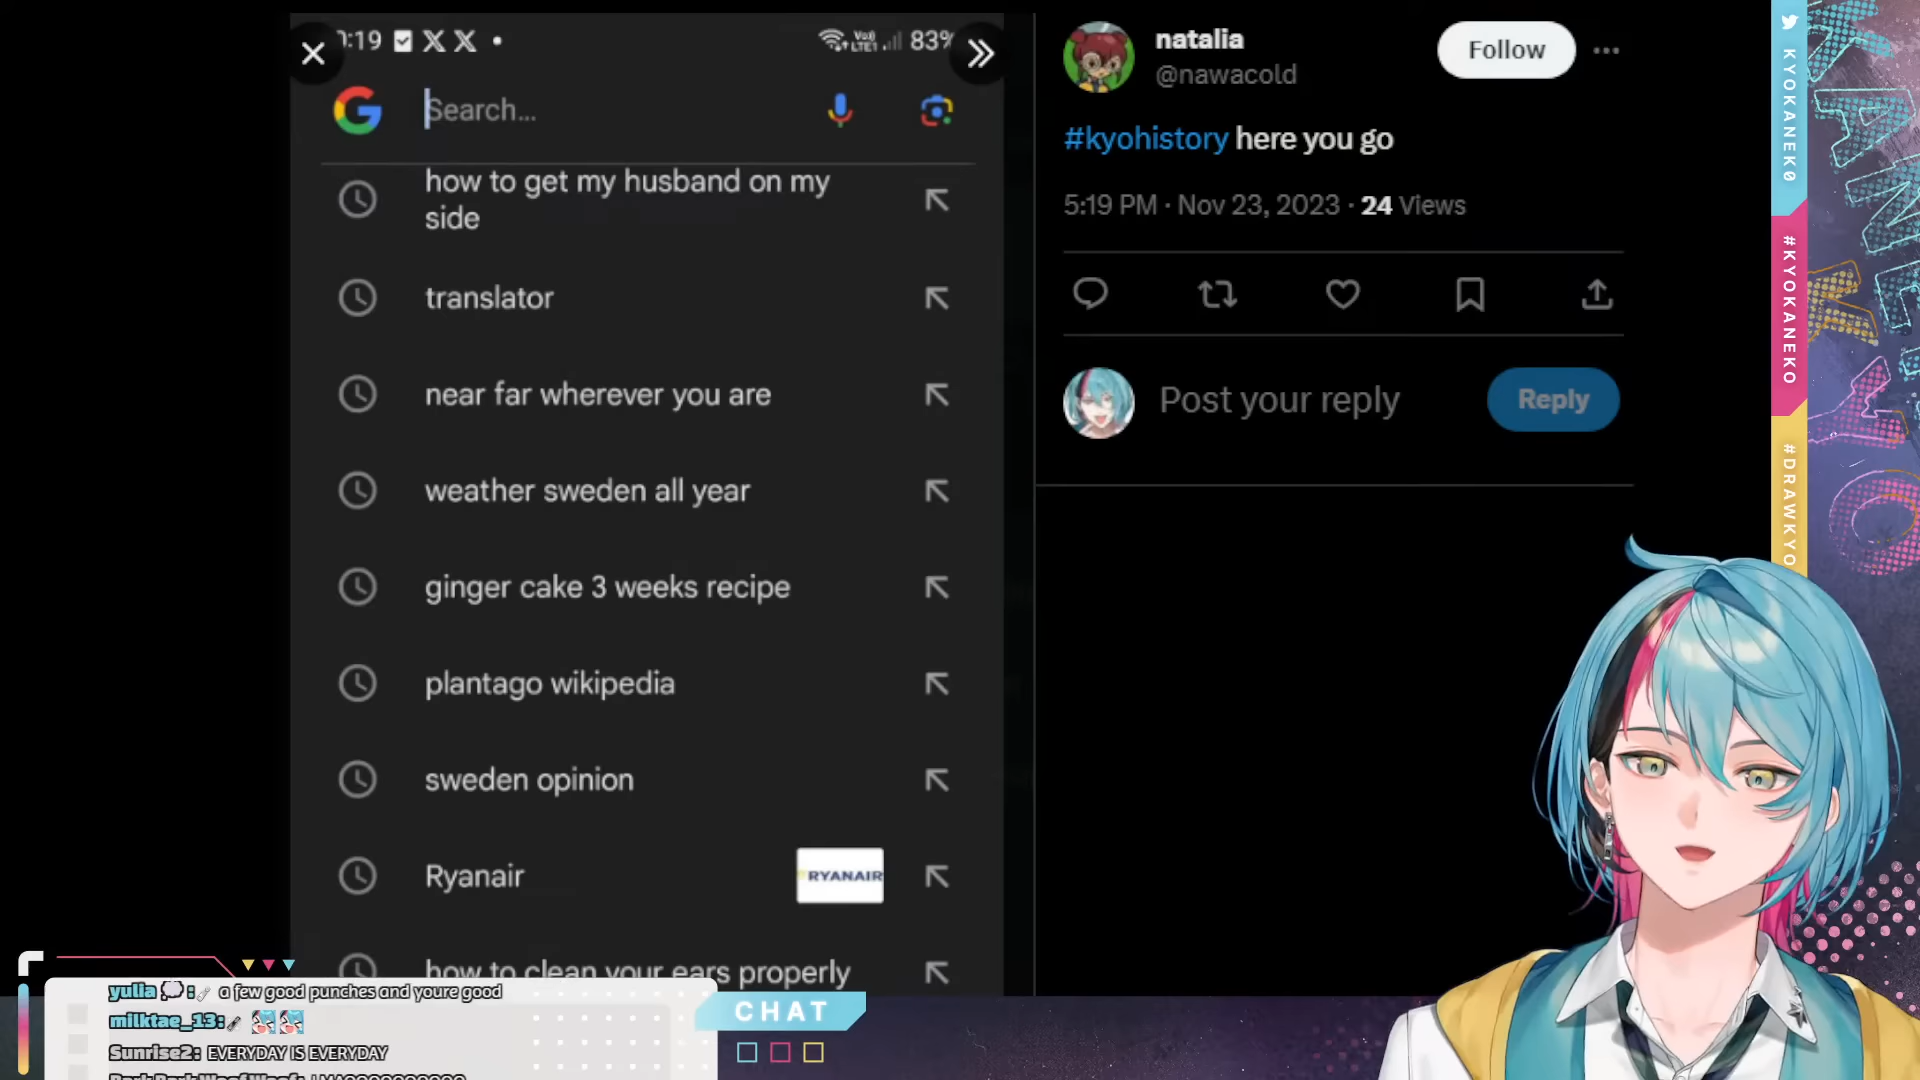 :19
83%
Search...
how to get my husband on my
side
translator
near far wherever you are
weather sweden all year
ginger cake 3 weeks recipe
plantago wikipedia
sweden opinion
Ryanair
RYANAIR
how to clean your ears properly
natalia
@nawacold
Follow
#kyohistory here you go
5:19 PM · Nov 23, 2023 · 24 Views
Post your reply
Reply
KYOKANEK0
#KYOKANEKO
#DRAWKYO
yulia: a few good punches and youre good
milktae_13:
Sunrise2: EVERYDAY IS EVERYDAY
CHAT